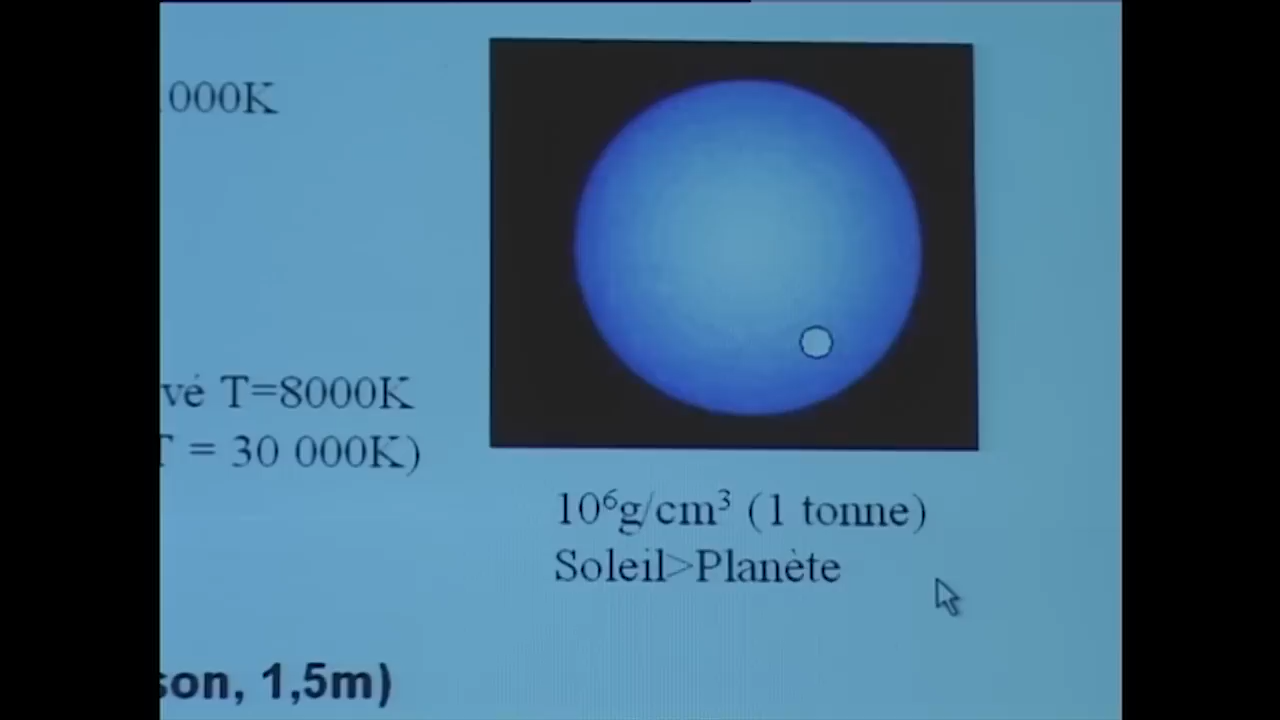 000K
vé T=8000K
T = 30 000K)
10⁶g/cm³ (1 tonne)
Soleil>Planète
son, 1,5m)